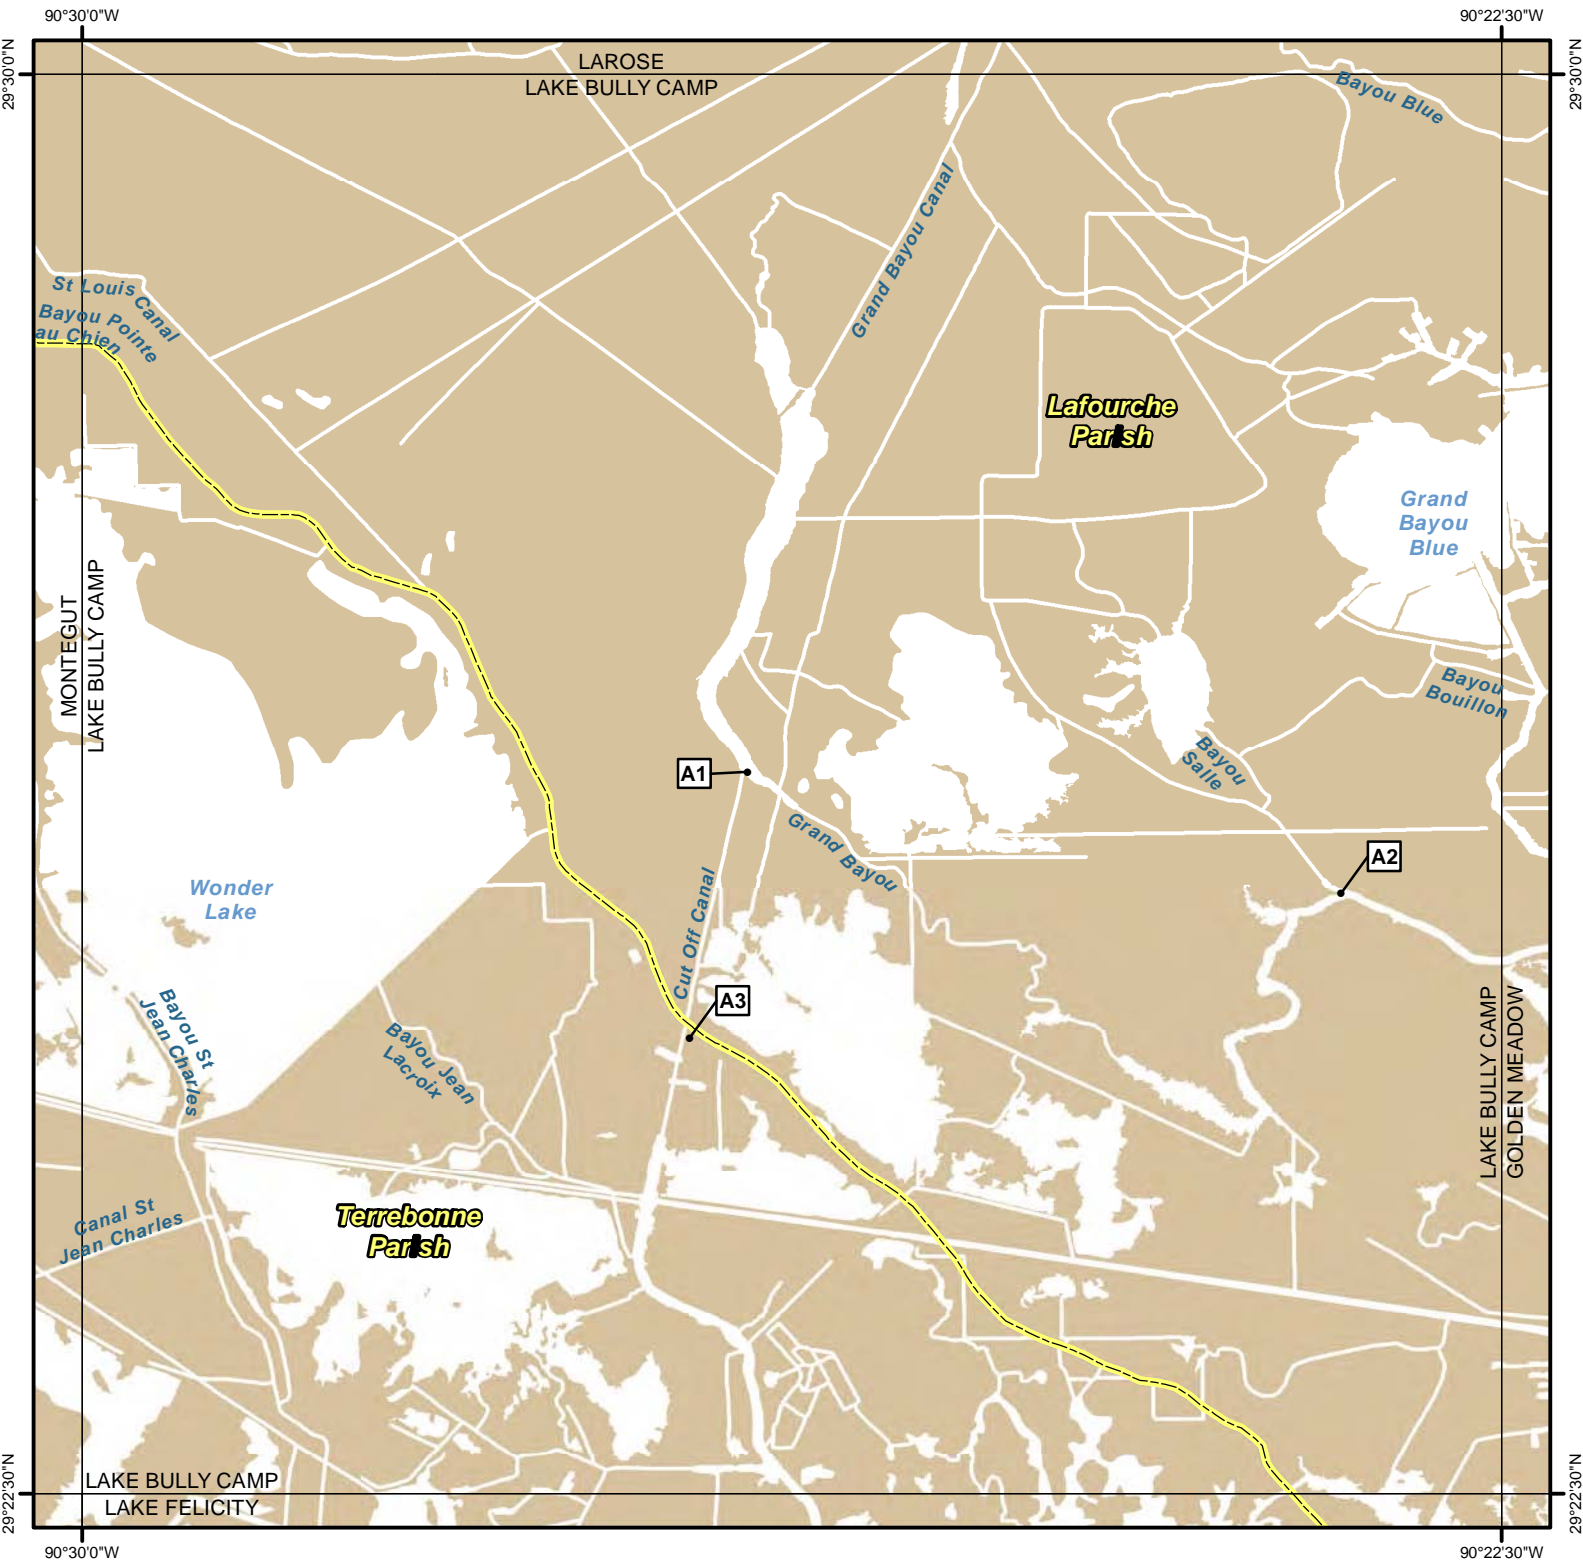 90°30'0"W
90°22'30"W
29°30'0"N
29°30'0"N
LAROSE
LAKE BULLY CAMP
Bayou Blue
Grand Bayou Canal
St Louis Canal
Bayou Pointe
au Chien
Lafourche
Parish
Grand
Bayou
Blue
MONTEGUT
LAKE BULLY CAMP
Bayou
Bouillon
Bayou
Salle
A1
Grand Bayou
A2
Wonder
Lake
Cut Off Canal
A3
Bayou St
Jean Charles
Bayou Jean
Lacroix
LAKE BULLY CAMP
GOLDEN MEADOW
Canal St
Jean Charles
Terrebonne
Parish
LAKE BULLY CAMP
LAKE FELICITY
29°22'30"N
29°22'30"N
90°30'0"W
90°22'30"W